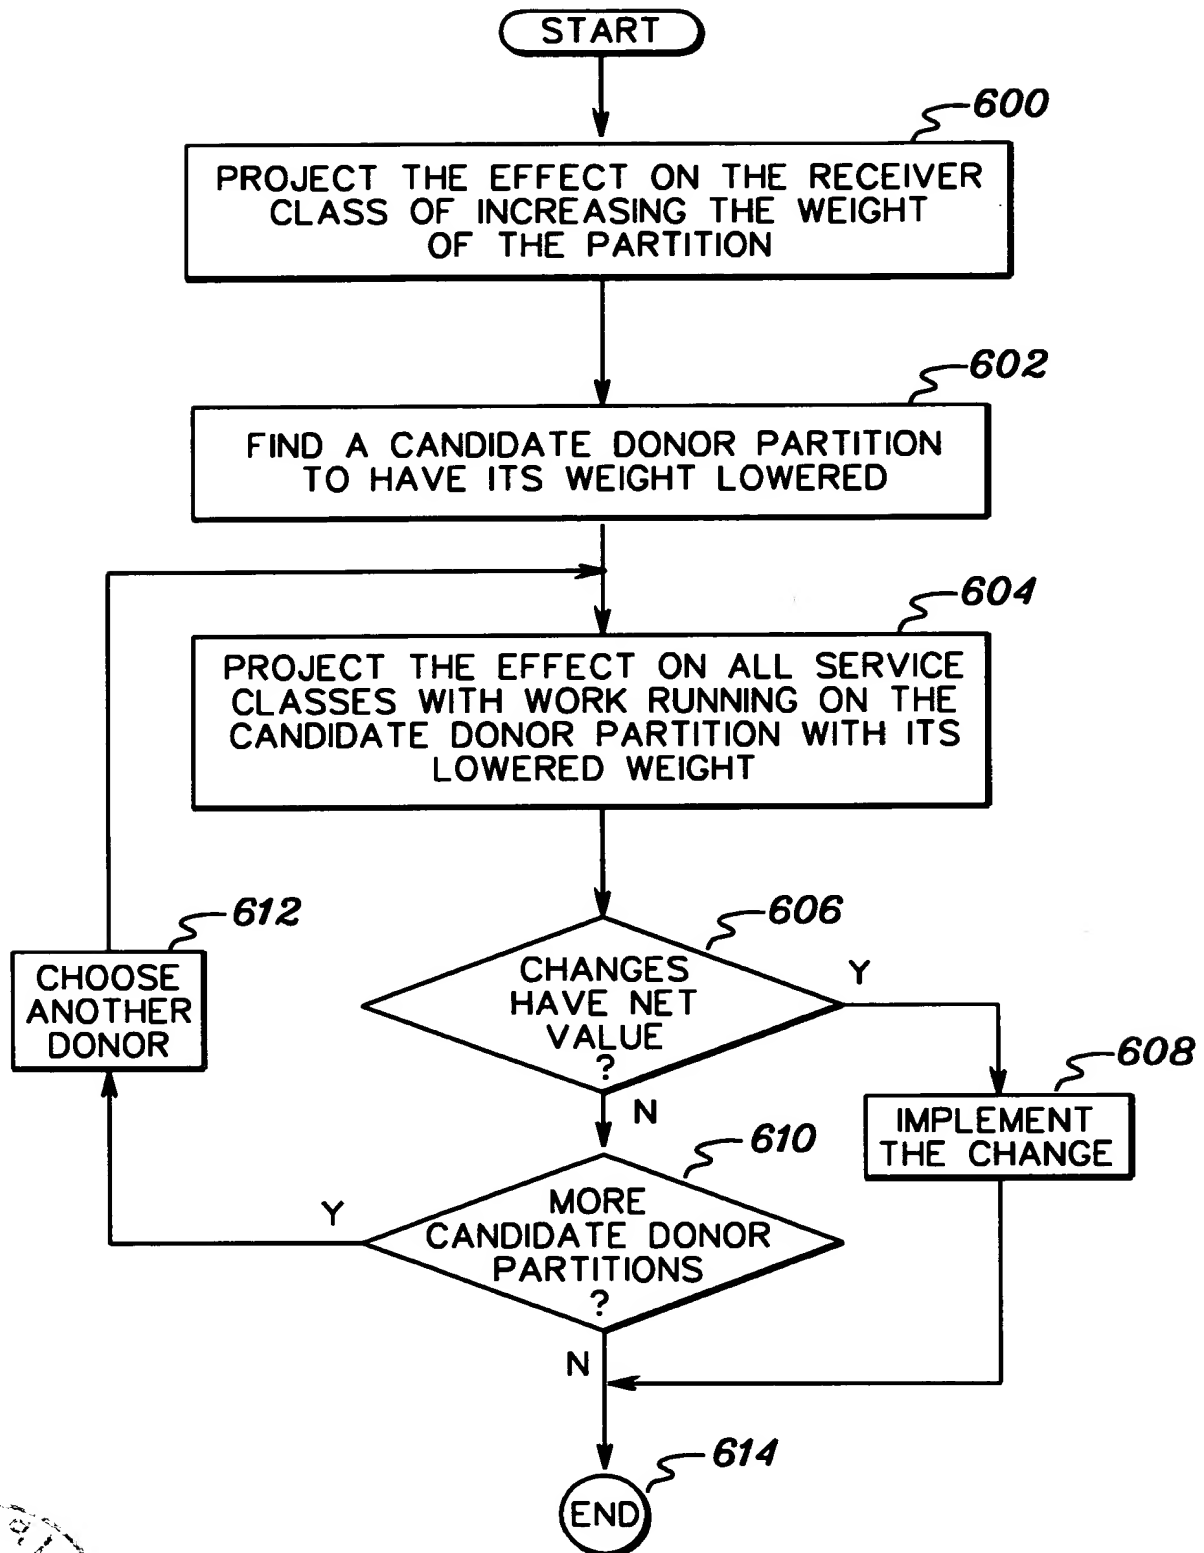 START
600
PROJECT THE EFFECT ON THE RECEIVER
CLASS OF INCREASING THE WEIGHT
OF THE PARTITION
602
FIND A CANDIDATE DONOR PARTITION
TO HAVE ITS WEIGHT LOWERED
604
PROJECT THE EFFECT ON ALL SERVICE
CLASSES WITH WORK RUNNING ON THE
CANDIDATE DONOR PARTITION WITH ITS
LOWERED WEIGHT
606
CHANGES
HAVE NET
VALUE
?
Y
N
612
CHOOSE
ANOTHER
DONOR
608
IMPLEMENT
THE CHANGE
610
MORE
CANDIDATE DONOR
PARTITIONS
?
Y
N
614
END